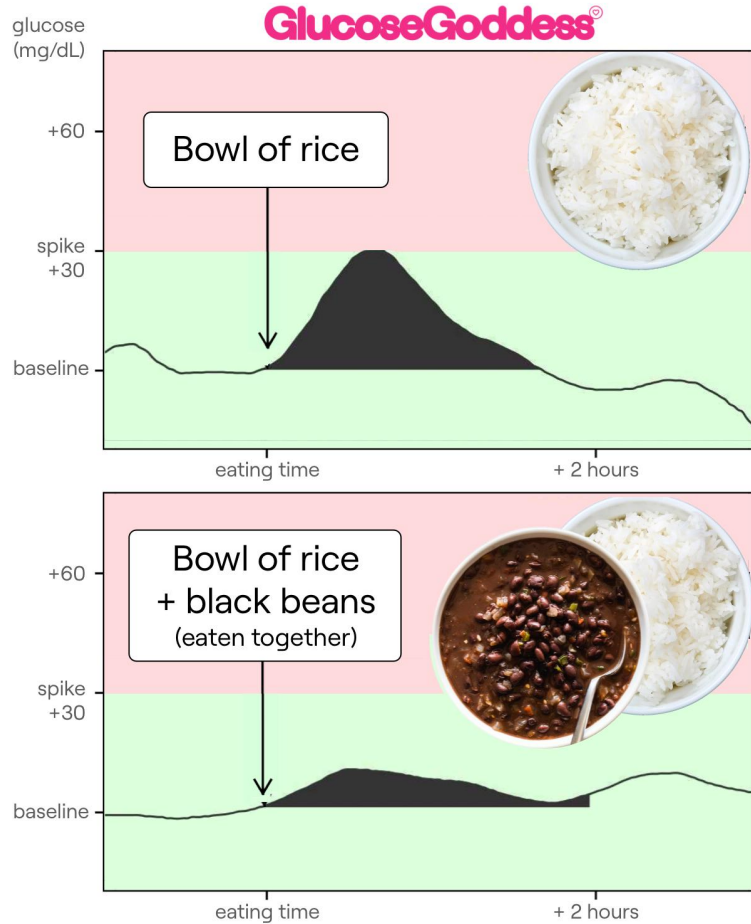 GlucoseGoddess
glucose
(mg/dL)
+60
Bowl of rice
spike
+30
baseline
eating time
+ 2 hours
Bowl of rice
+ black beans
(eaten together)
+60
spike
+30
baseline
eating time
+ 2 hours